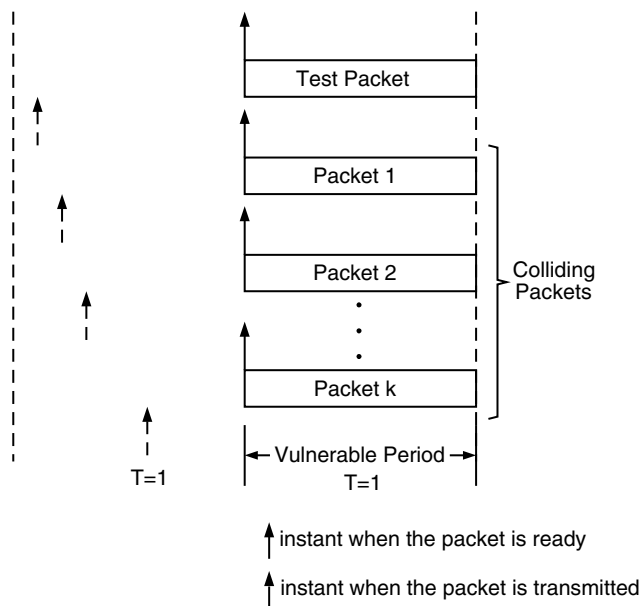 Test Packet
Packet 1
Packet 2
Colliding
Packets
Packet k
Vulnerable Period
T=1
T=1
instant when the packet is ready
instant when the packet is transmitted